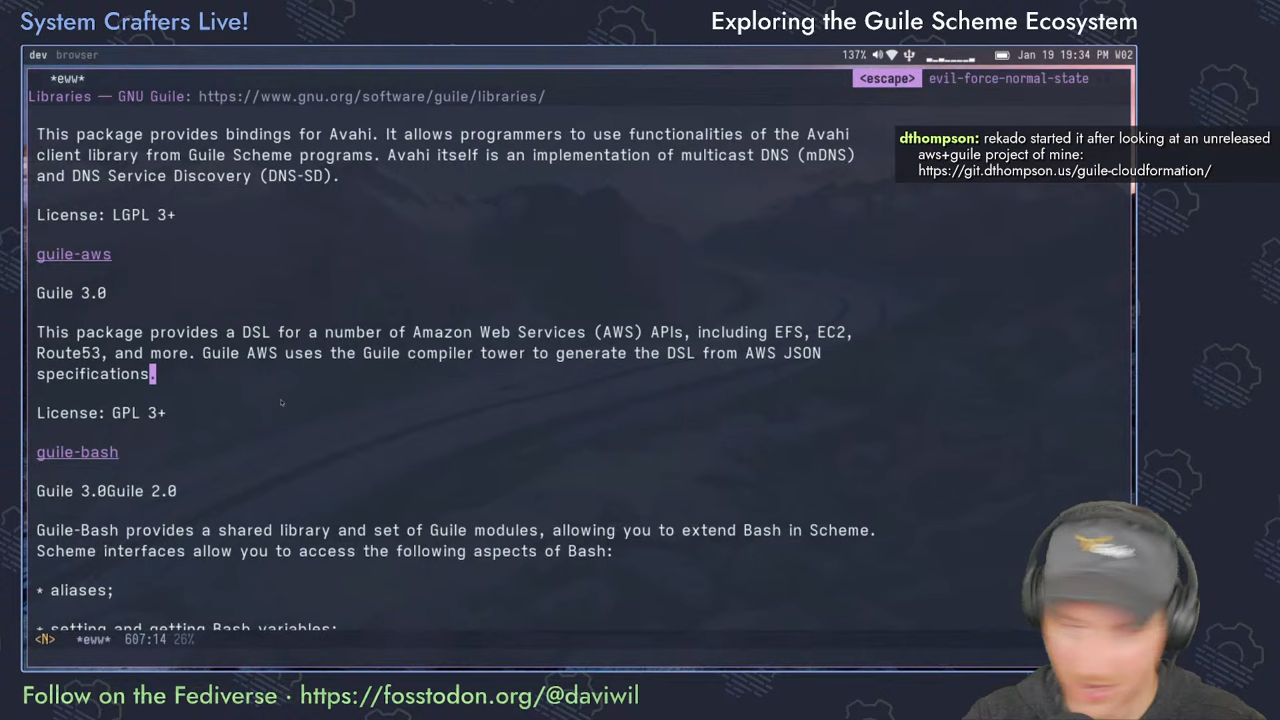 System Crafters Live!
Exploring the Guile Scheme Ecosystem
dev browser
137%
Jan 19 19:34 PM W02
*eww*
<escape> evil-force-normal-state
Libraries — GNU Guile: https://www.gnu.org/software/guile/libraries/
This package provides bindings for Avahi. It allows programmers to use functionalities of the Avahi
client library from Guile Scheme programs. Avahi itself is an implementation of multicast DNS (mDNS)
and DNS Service Discovery (DNS-SD).
License: LGPL 3+
guile-aws
Guile 3.0
This package provides a DSL for a number of Amazon Web Services (AWS) APIs, including EFS, EC2,
Route53, and more. Guile AWS uses the Guile compiler tower to generate the DSL from AWS JSON
specifications.
License: GPL 3+
guile-bash
Guile 3.0Guile 2.0
Guile-Bash provides a shared library and set of Guile modules, allowing you to extend Bash in Scheme.
Scheme interfaces allow you to access the following aspects of Bash:
* aliases;
* setting and getting Bash variables;
<N> *eww* 607:14 26%
dthompson: rekado started it after looking at an unreleased
aws+guile project of mine:
https://git.dthompson.us/guile-cloudformation/
Follow on the Fediverse · https://fosstodon.org/@daviwil